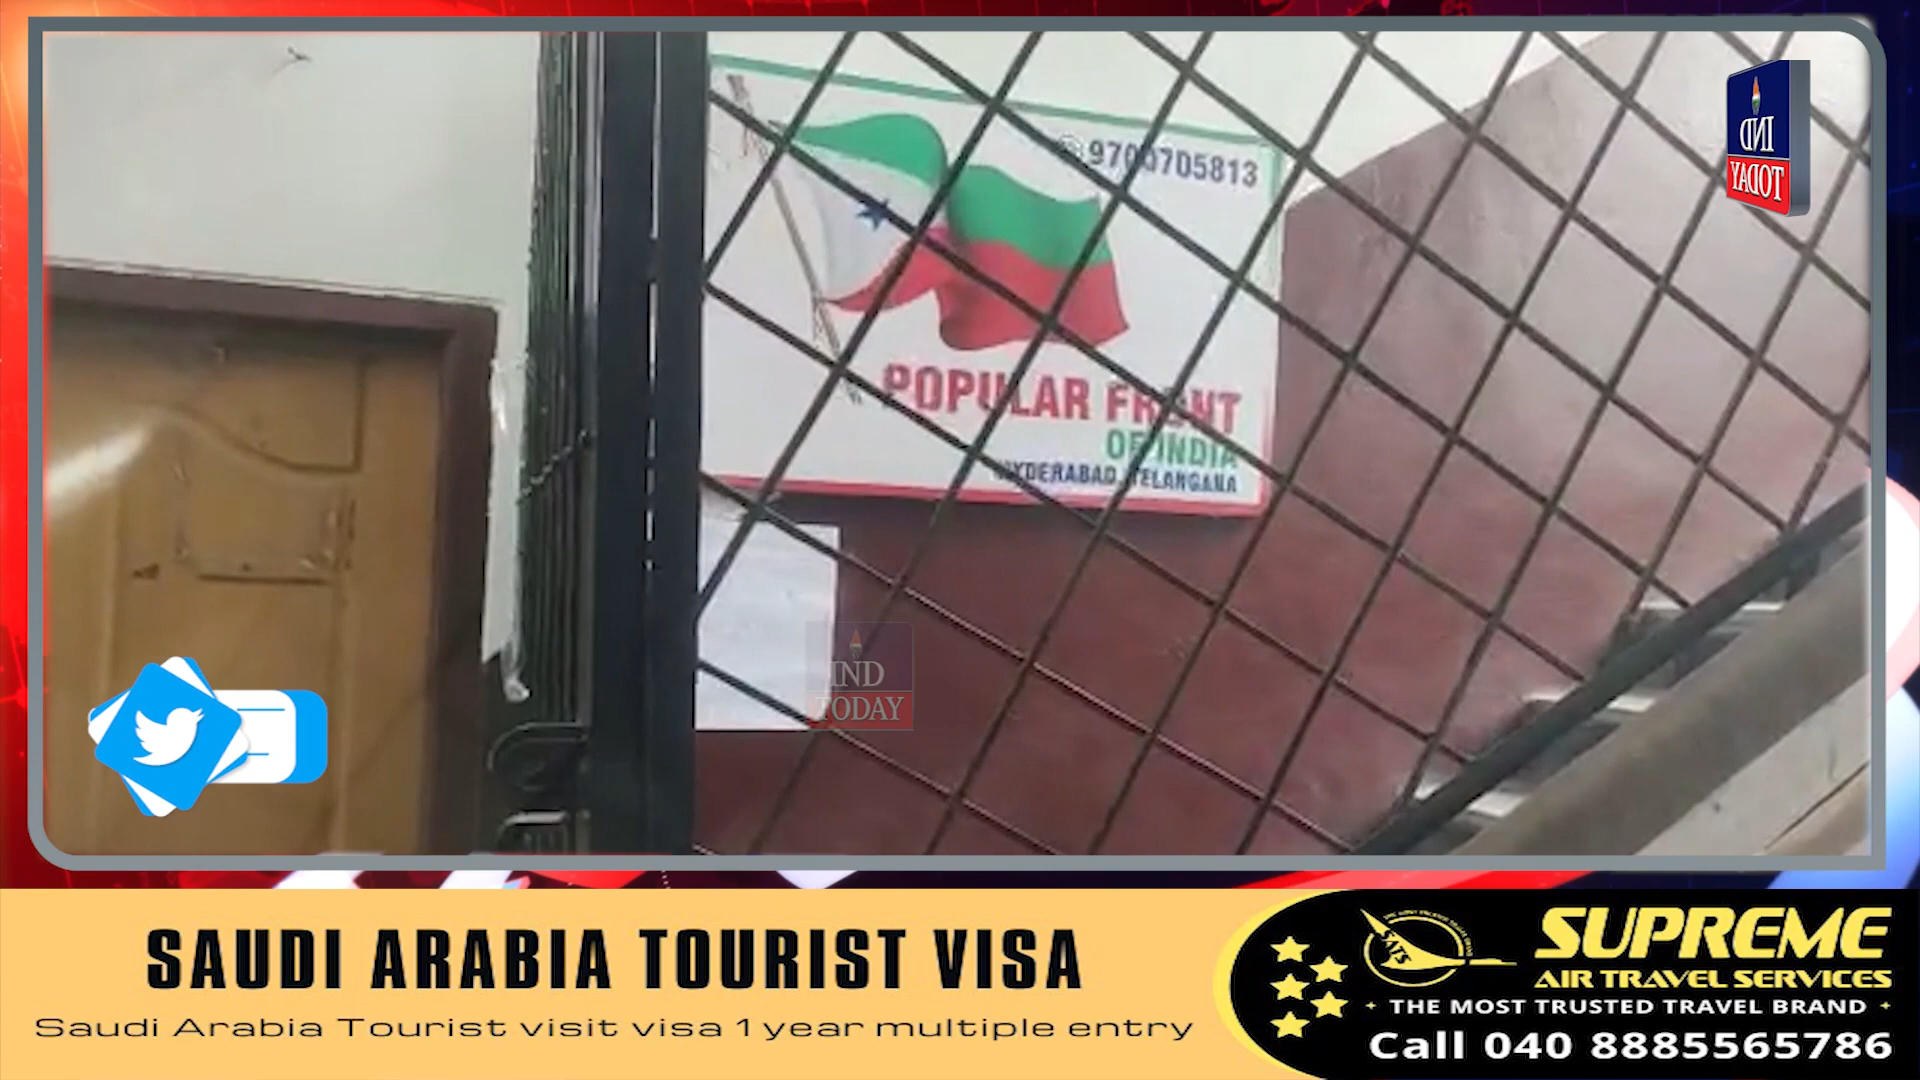 IND
TODAY
9700705813
POPULAR FRONT
OF INDIA
HYDERABAD, TELANGANA
IND
TODAY
SAUDI ARABIA TOURIST VISA
Saudi Arabia Tourist visit visa 1 year multiple entry
SATS
SUPREME
AIR TRAVEL SERVICES
THE MOST TRUSTED TRAVEL BRAND
Call 040 8885565786